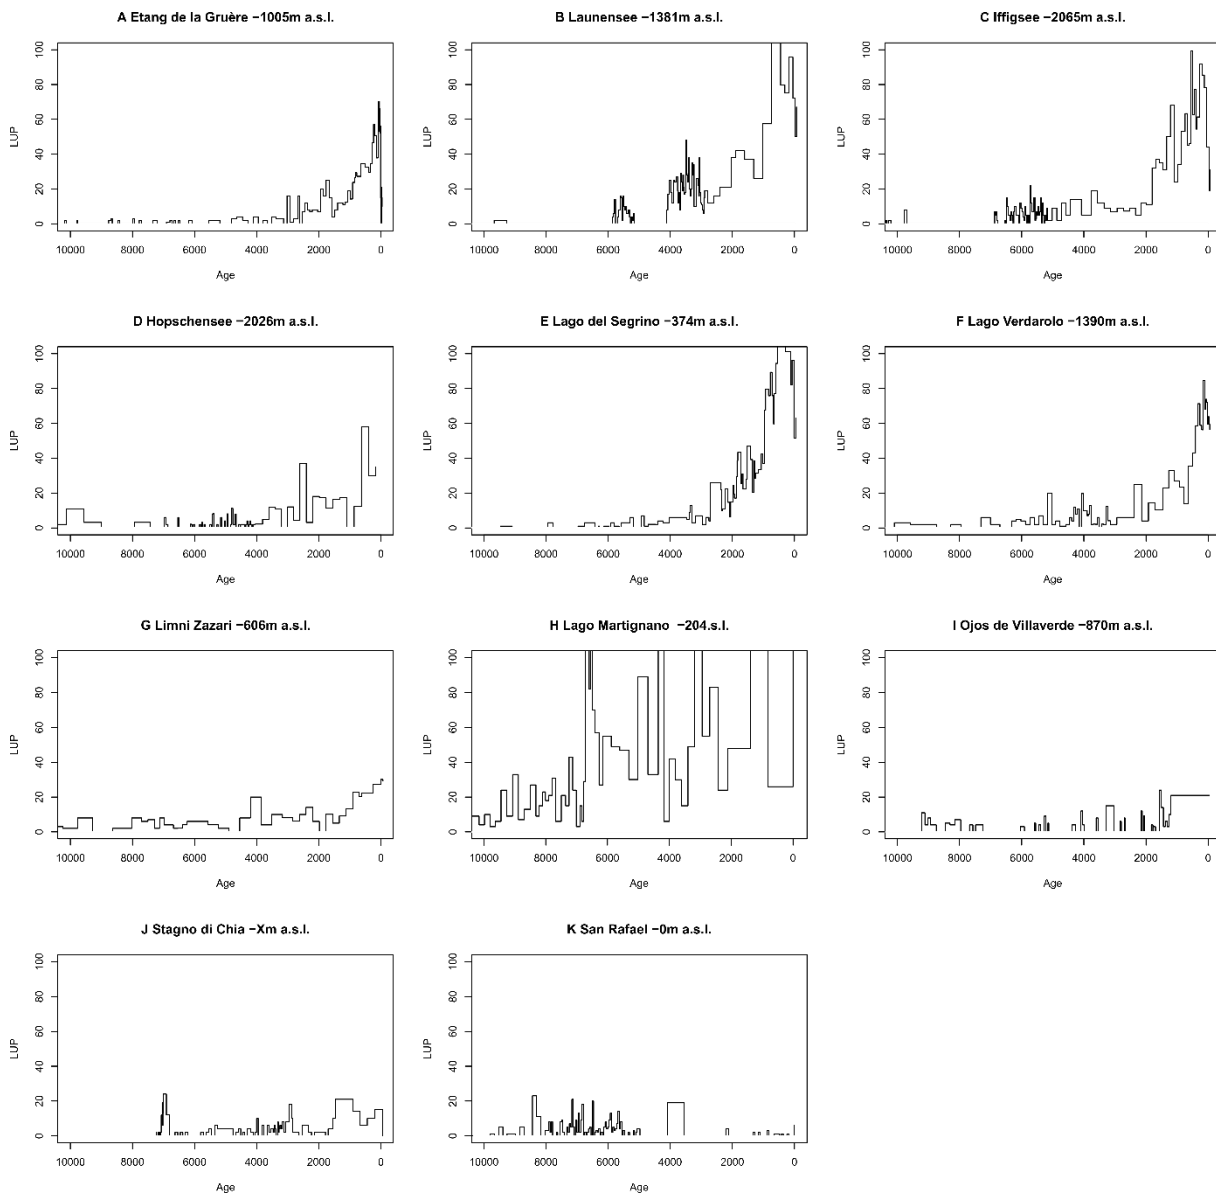 A Etang de la Gruère −1005m a.s.l.
100
80
60
40
20
0
LUP
10000 8000 6000 4000 2000 0
Age
B Launensee −1381m a.s.l.
100
80
60
40
20
0
LUP
10000 8000 6000 4000 2000 0
Age
C Iffigsee −2065m a.s.l.
100
80
60
40
20
0
LUP
10000 8000 6000 4000 2000 0
Age
D Hopschensee −2026m a.s.l.
100
80
60
40
20
0
LUP
10000 8000 6000 4000 2000 0
Age
E Lago del Segrino −374m a.s.l.
100
80
60
40
20
0
LUP
10000 8000 6000 4000 2000 0
Age
F Lago Verdarolo −1390m a.s.l.
100
80
60
40
20
0
LUP
10000 8000 6000 4000 2000 0
Age
G Limni Zazari −606m a.s.l.
100
80
60
40
20
0
LUP
10000 8000 6000 4000 2000 0
Age
H Lago Martignano −204.s.l.
100
80
60
40
20
0
LUP
10000 8000 6000 4000 2000 0
Age
I Ojos de Villaverde −870m a.s.l.
100
80
60
40
20
0
LUP
10000 8000 6000 4000 2000 0
Age
J Stagno di Chia −Xm a.s.l.
100
80
60
40
20
0
LUP
10000 8000 6000 4000 2000 0
Age
K San Rafael −0m a.s.l.
100
80
60
40
20
0
LUP
10000 8000 6000 4000 2000 0
Age